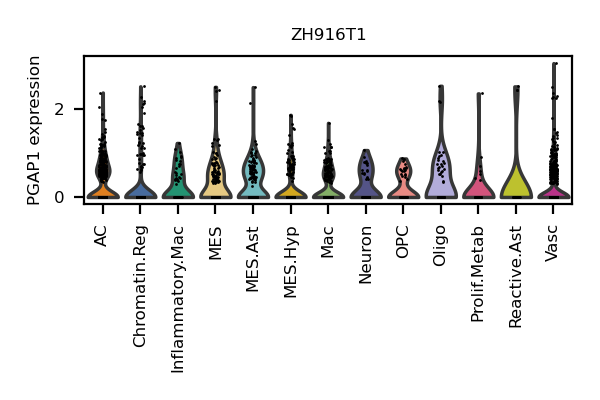 ZH916T1
PGAP1 expression
2
0
AC
Chromatin.Reg
Inflammatory.Mac
MES
MES.Ast
MES.Hyp
Mac
Neuron
OPC
Oligo
Prolif.Metab
Reactive.Ast
Vasc